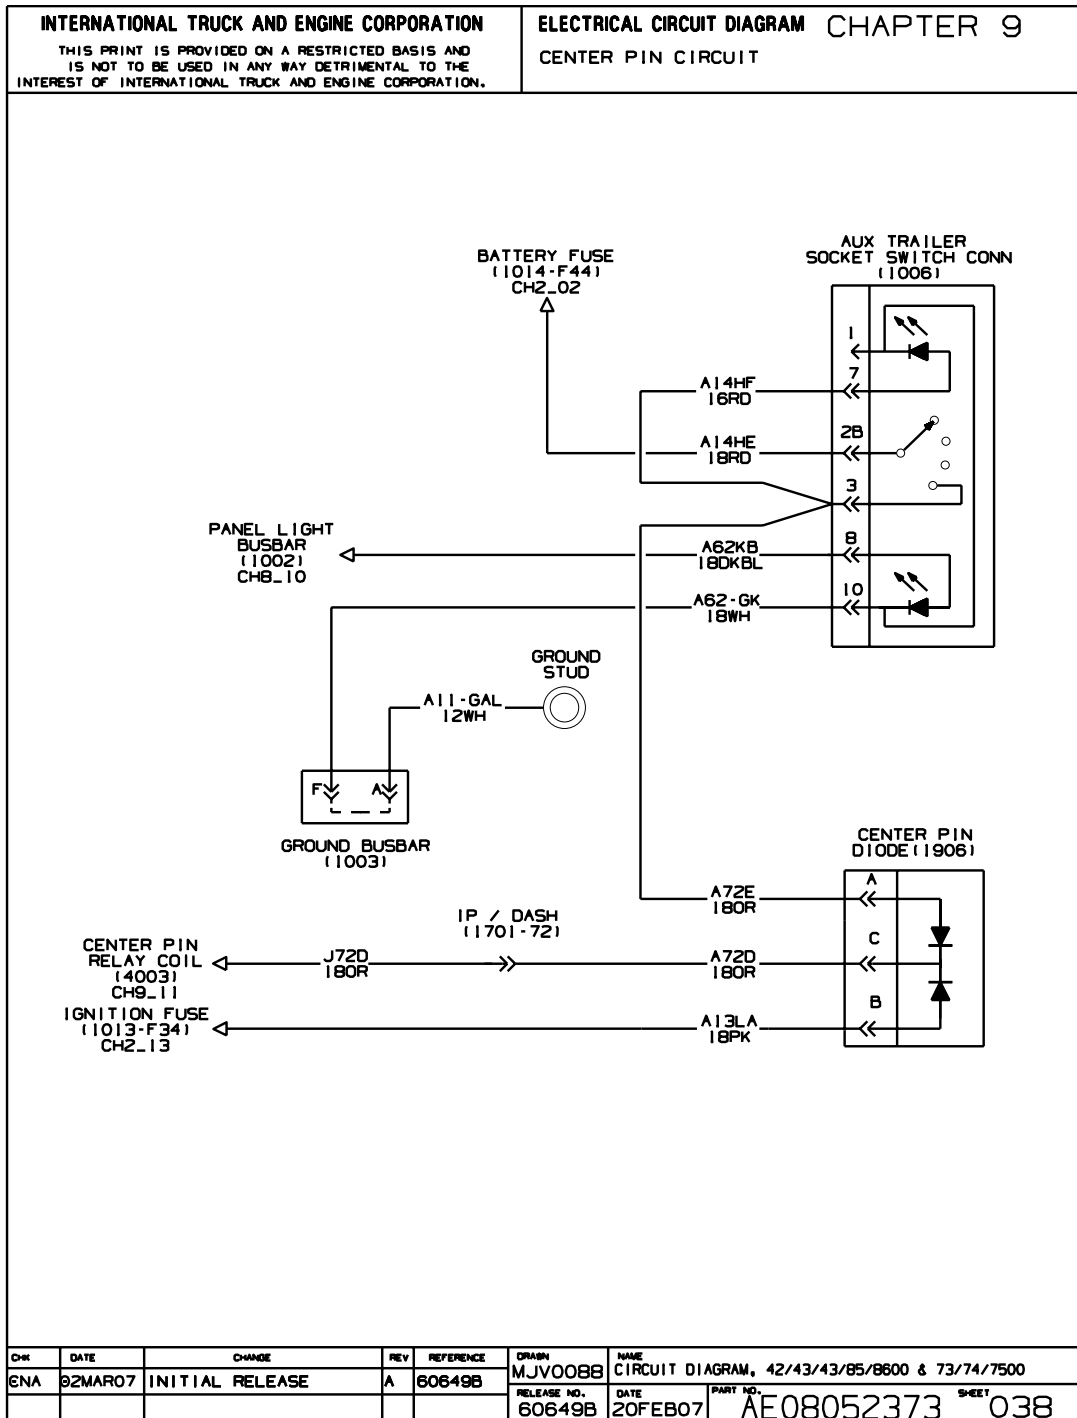 INTERNATIONAL TRUCK AND ENGINE CORPORATION
THIS PRINT IS PROVIDED ON A RESTRICTED BASIS AND
IS NOT TO BE USED IN ANY WAY DETRIMENTAL TO THE
INTEREST OF INTERNATIONAL TRUCK AND ENGINE CORPORATION.
ELECTRICAL CIRCUIT DIAGRAM CHAPTER 9
CENTER PIN CIRCUIT
BATTERY FUSE
(1014-F44)
CH2_02
AUX TRAILER
SOCKET SWITCH CONN
(1006)
1
7
A14HF
16RD
2B
A14HE
18RD
3
PANEL LIGHT
BUSBAR
(1002)
CH8_10
8
A62KB
18DKBL
10
A62-GK
18WH
GROUND
STUD
A11-GAL
12WH
F
A
GROUND BUSBAR
(1003)
CENTER PIN
DIODE(1906)
A
A72E
18OR
IP / DASH
(1701-72)
C
CENTER PIN
RELAY COIL
(4003)
CH9_11
J72D
18OR
A72D
18OR
B
IGNITION FUSE
(1013-F34)
CH2_13
A13LA
18PK
CHK DATE CHANGE REV REFERENCE
CNA 02MAR07 INITIAL RELEASE A 60649B
DRAWN
MJV0088
NAME
CIRCUIT DIAGRAM, 42/43/43/85/8600 & 73/74/7500
RELEASE NO.
60649B
DATE
20FEB07
PART NO.
AE08052373
SHEET
038